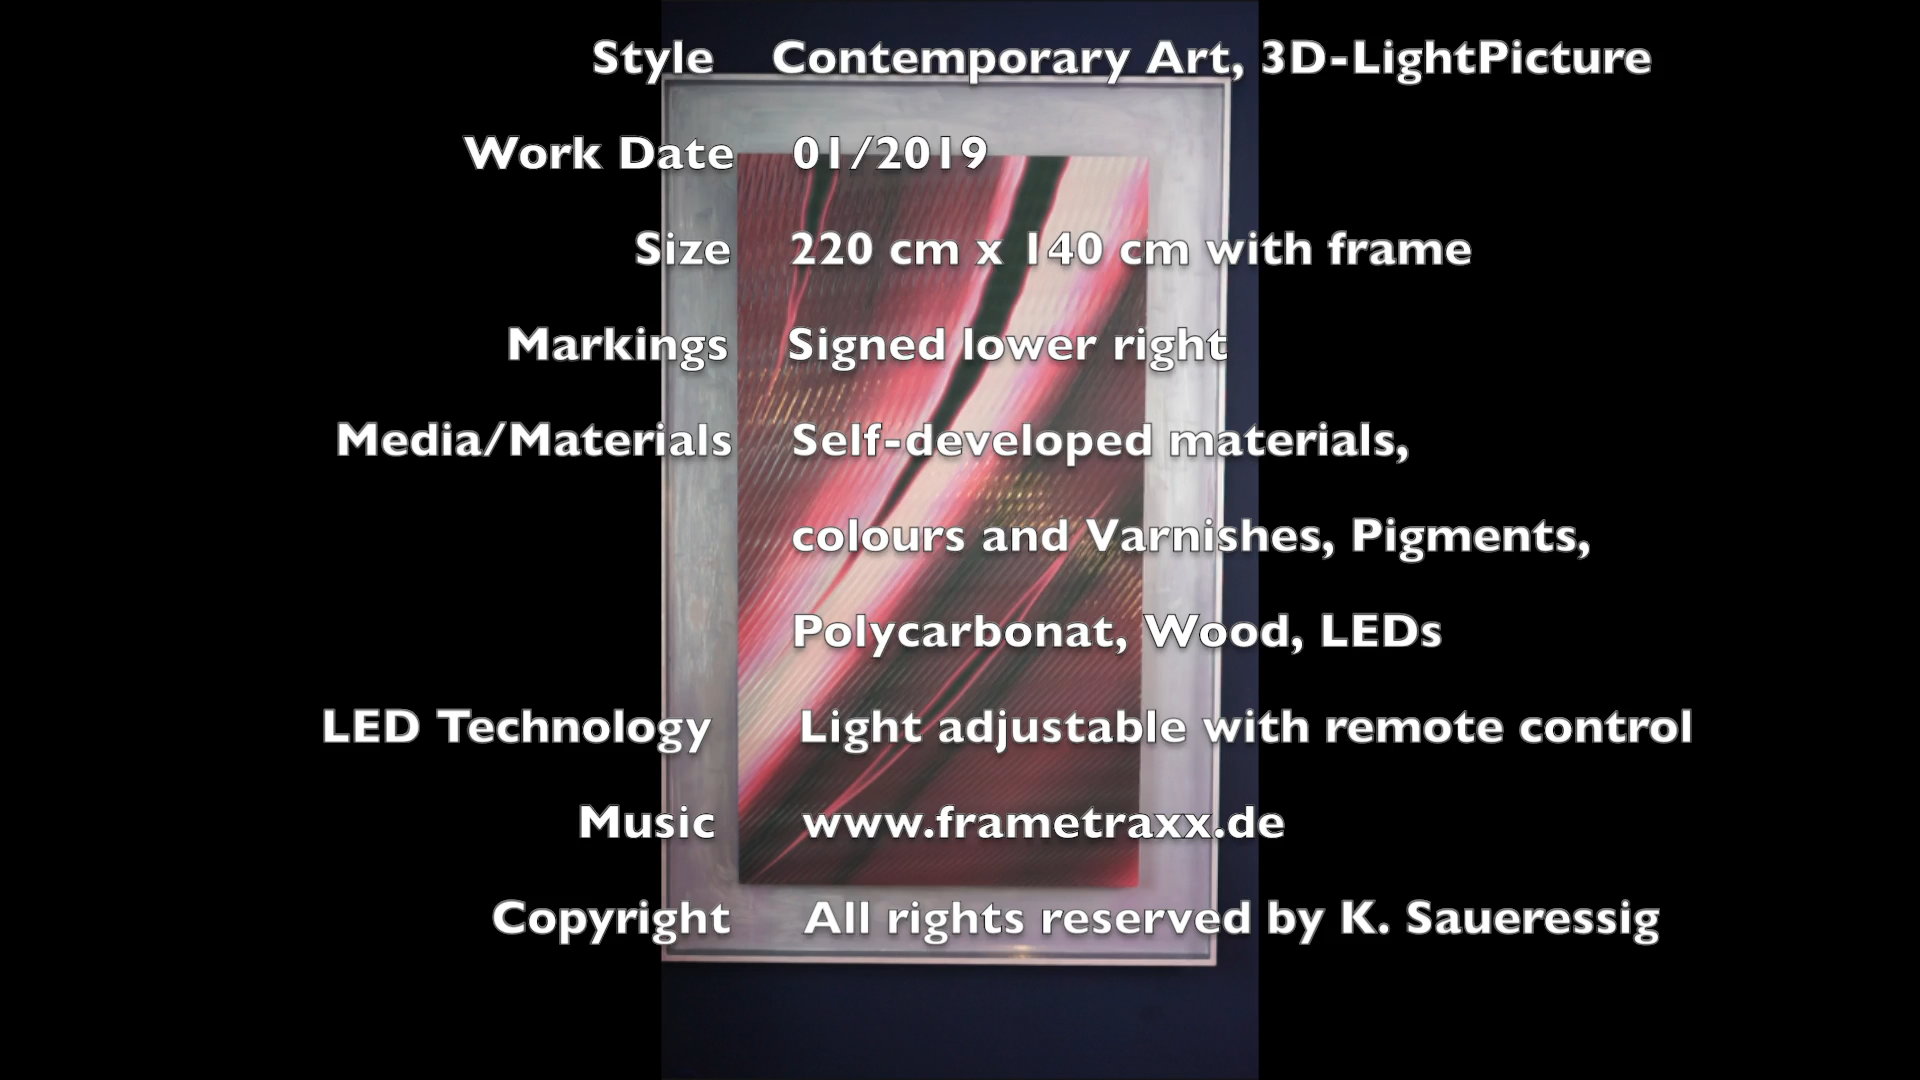 Style Contemporary Art, 3D-LightPicture
Work Date 01/2019
Size 220 cm x 140 cm with frame
Markings Signed lower right
Media/Materials Self-developed materials,
colours and Varnishes, Pigments,
Polycarbonat, Wood, LEDs
LED Technology Light adjustable with remote control
Music www.frametraxx.de
Copyright All rights reserved by K. Saueressig